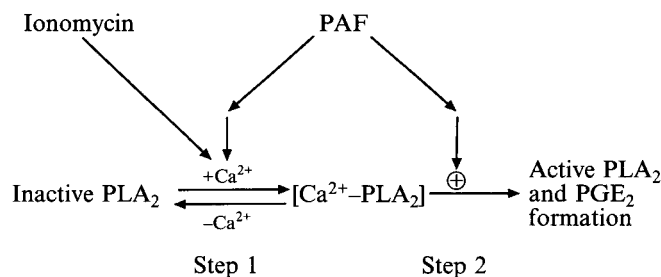 Ionomycin PAF
+Ca²⁺
Inactive PLA₂ [Ca²⁺–PLA₂] Active PLA₂
and PGE₂
formation
–Ca²⁺
⊕
Step 1 Step 2